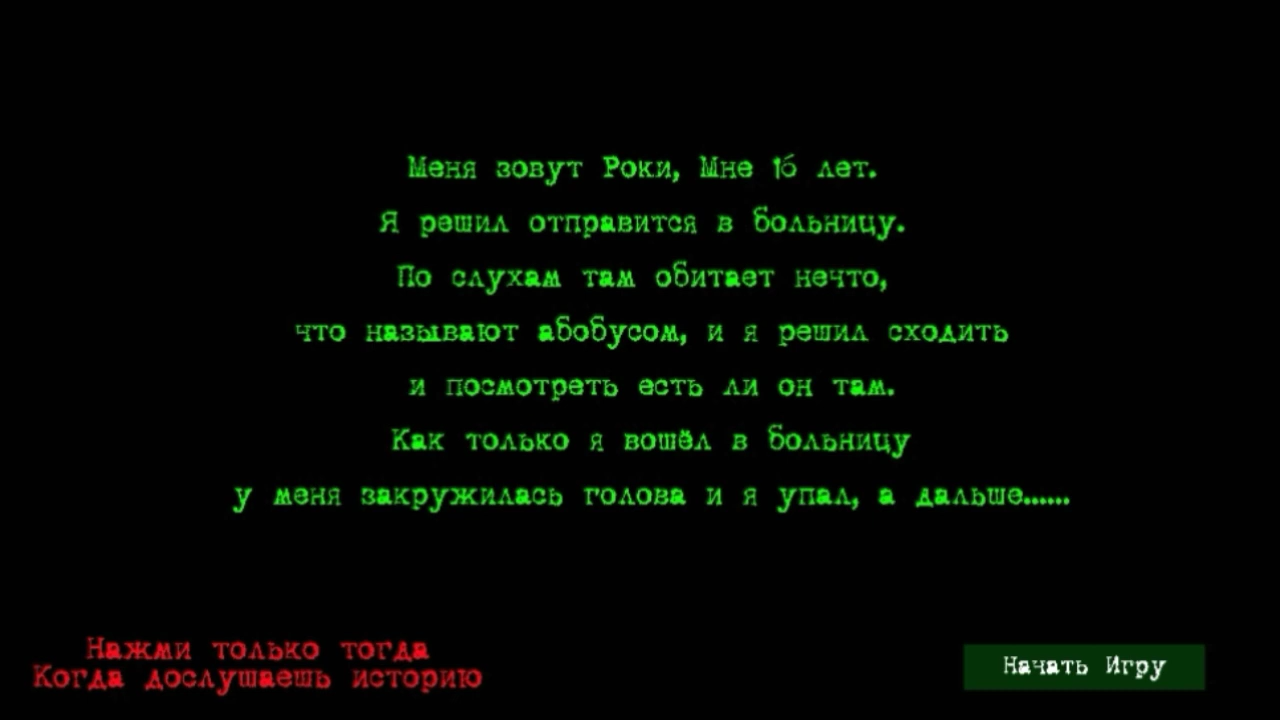 Меня зовут Роки, Мне 16 лет.
Я решил отправится в больницу.
По слухам там обитает нечто,
что называют абобусом, и я решил сходить
и посмотреть есть ли он там.
Как только я вошёл в больницу
у меня закружилась голова и я упал, а дальше......
Нажми только тогда
Когда дослушаешь историю
Начать Игру